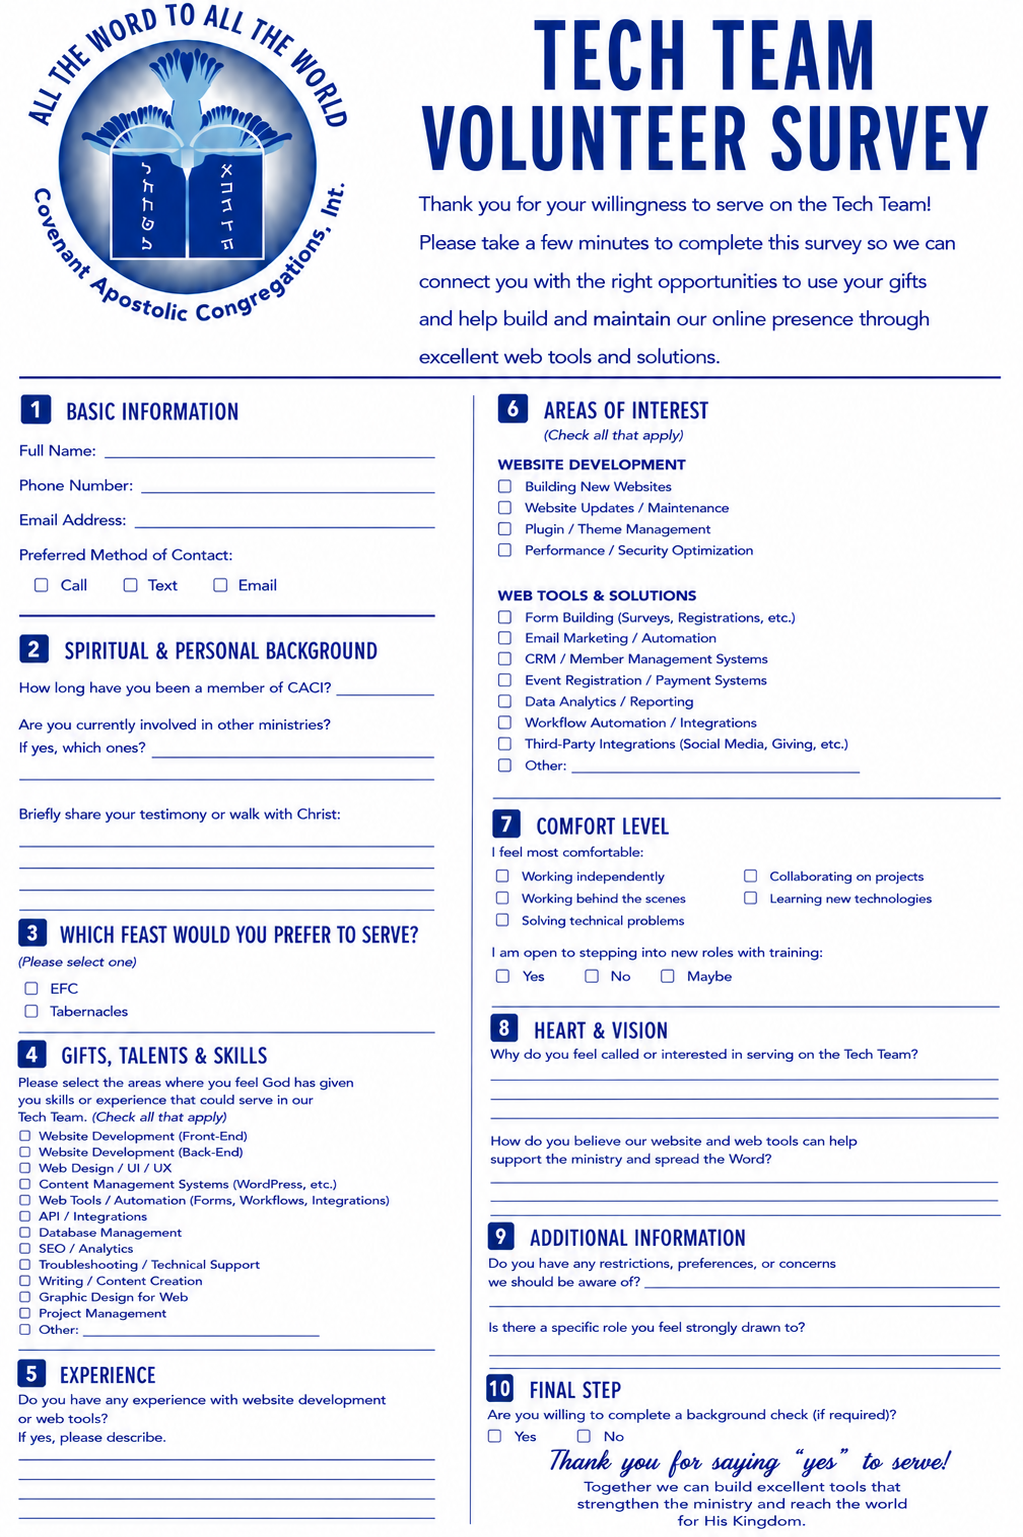 ALL THE WORD TO ALL THE WORLD
Covenant Apostolic Congregations, Int.
TECH TEAM
VOLUNTEER SURVEY
Thank you for your willingness to serve on the Tech Team!
Please take a few minutes to complete this survey so we can
connect you with the right opportunities to use your gifts
and help build and maintain our online presence through
excellent web tools and solutions.
1 BASIC INFORMATION
Full Name:
Phone Number:
Email Address:
Preferred Method of Contact:
Call Text Email
2 SPIRITUAL & PERSONAL BACKGROUND
How long have you been a member of CACI?
Are you currently involved in other ministries?
If yes, which ones?
Briefly share your testimony or walk with Christ:
3 WHICH FEAST WOULD YOU PREFER TO SERVE?
(Please select one)
EFC
Tabernacles
4 GIFTS, TALENTS & SKILLS
Please select the areas where you feel God has given
you skills or experience that could serve in our
Tech Team. (Check all that apply)
Website Development (Front-End)
Website Development (Back-End)
Web Design / UI / UX
Content Management Systems (WordPress, etc.)
Web Tools / Automation (Forms, Workflows, Integrations)
API / Integrations
Database Management
SEO / Analytics
Troubleshooting / Technical Support
Writing / Content Creation
Graphic Design for Web
Project Management
Other:
5 EXPERIENCE
Do you have any experience with website development
or web tools?
If yes, please describe.
6 AREAS OF INTEREST
(Check all that apply)
WEBSITE DEVELOPMENT
Building New Websites
Website Updates / Maintenance
Plugin / Theme Management
Performance / Security Optimization
WEB TOOLS & SOLUTIONS
Form Building (Surveys, Registrations, etc.)
Email Marketing / Automation
CRM / Member Management Systems
Event Registration / Payment Systems
Data Analytics / Reporting
Workflow Automation / Integrations
Third-Party Integrations (Social Media, Giving, etc.)
Other:
7 COMFORT LEVEL
I feel most comfortable:
Working independently Collaborating on projects
Working behind the scenes Learning new technologies
Solving technical problems
I am open to stepping into new roles with training:
Yes No Maybe
8 HEART & VISION
Why do you feel called or interested in serving on the Tech Team?
How do you believe our website and web tools can help
support the ministry and spread the Word?
9 ADDITIONAL INFORMATION
Do you have any restrictions, preferences, or concerns
we should be aware of?
Is there a specific role you feel strongly drawn to?
10 FINAL STEP
Are you willing to complete a background check (if required)?
Yes No
Thank you for saying “yes” to serve!
Together we can build excellent tools that
strengthen the ministry and reach the world
for His Kingdom.